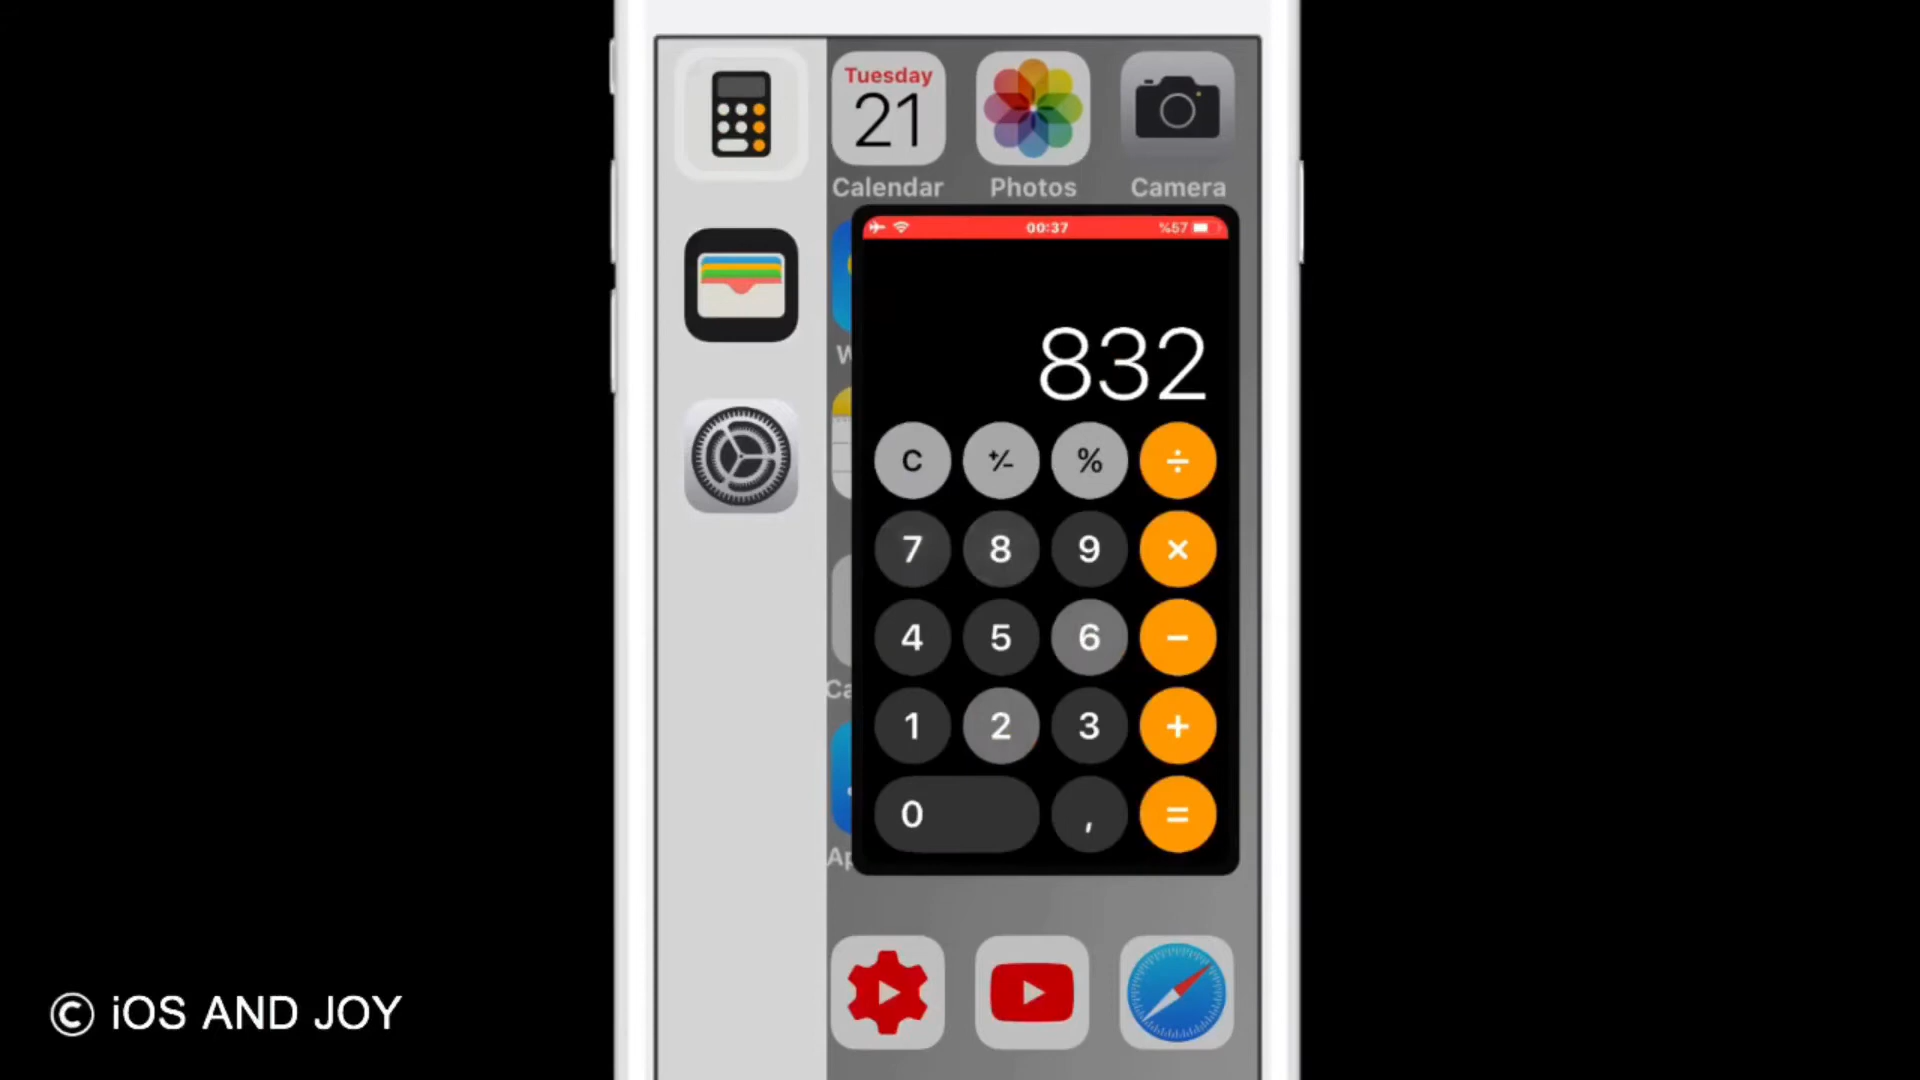 Tuesday
21
Calendar Photos Camera
00:37 %57
832
C +/- % ÷
7 8 9 ×
4 5 6 −
1 2 3 +
0 , =
© iOS AND JOY